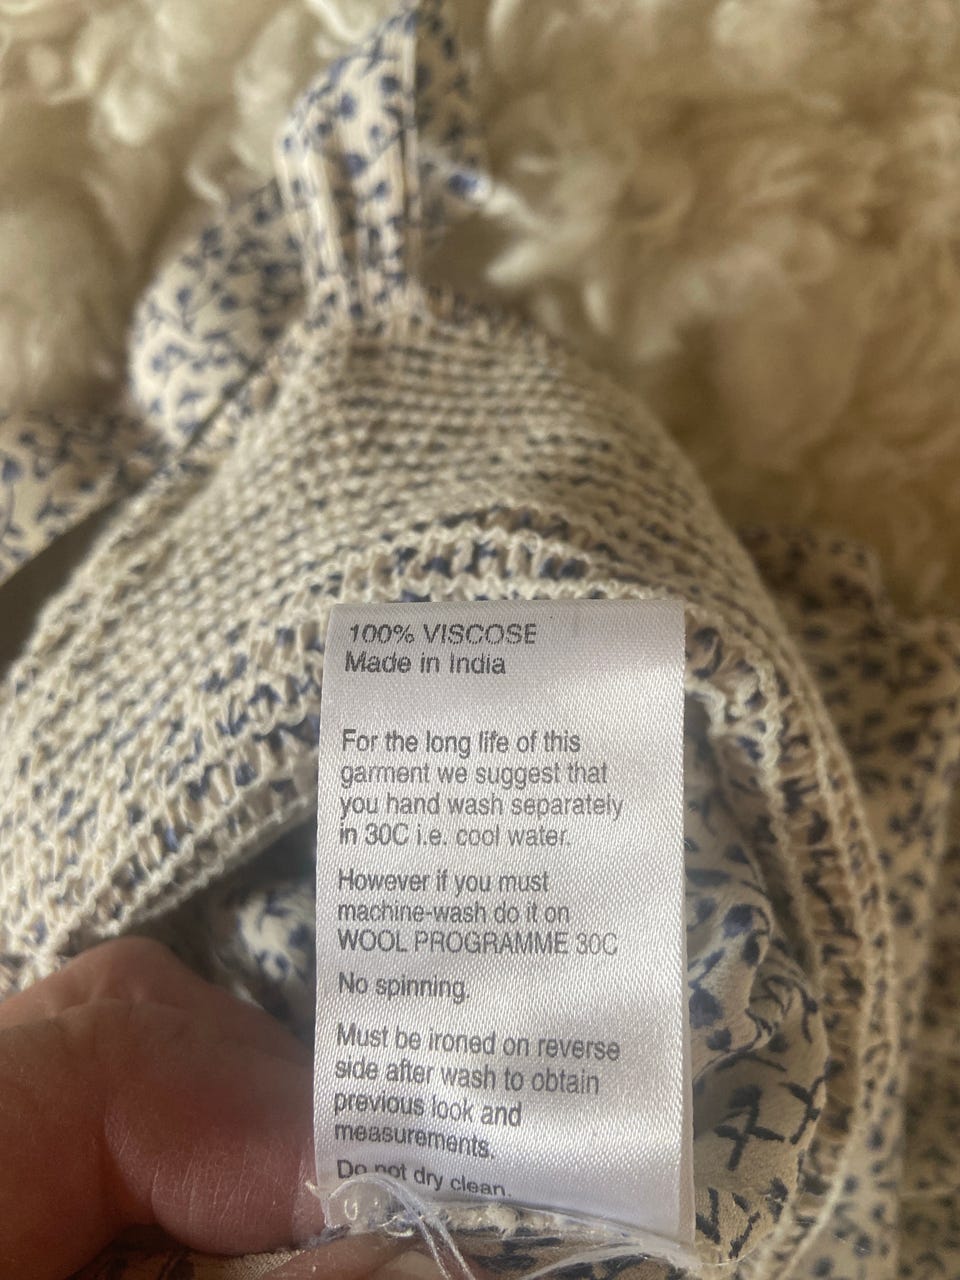 100% VISCOSE
Made in India
For the long life of this
garment we suggest that
you hand wash separately
in 30C i.e. cool water.
However if you must
machine-wash do it on
WOOL PROGRAMME 30C
No spinning.
Must be ironed on reverse
side after wash to obtain
previous look and
measurements.
Do not dry clean.